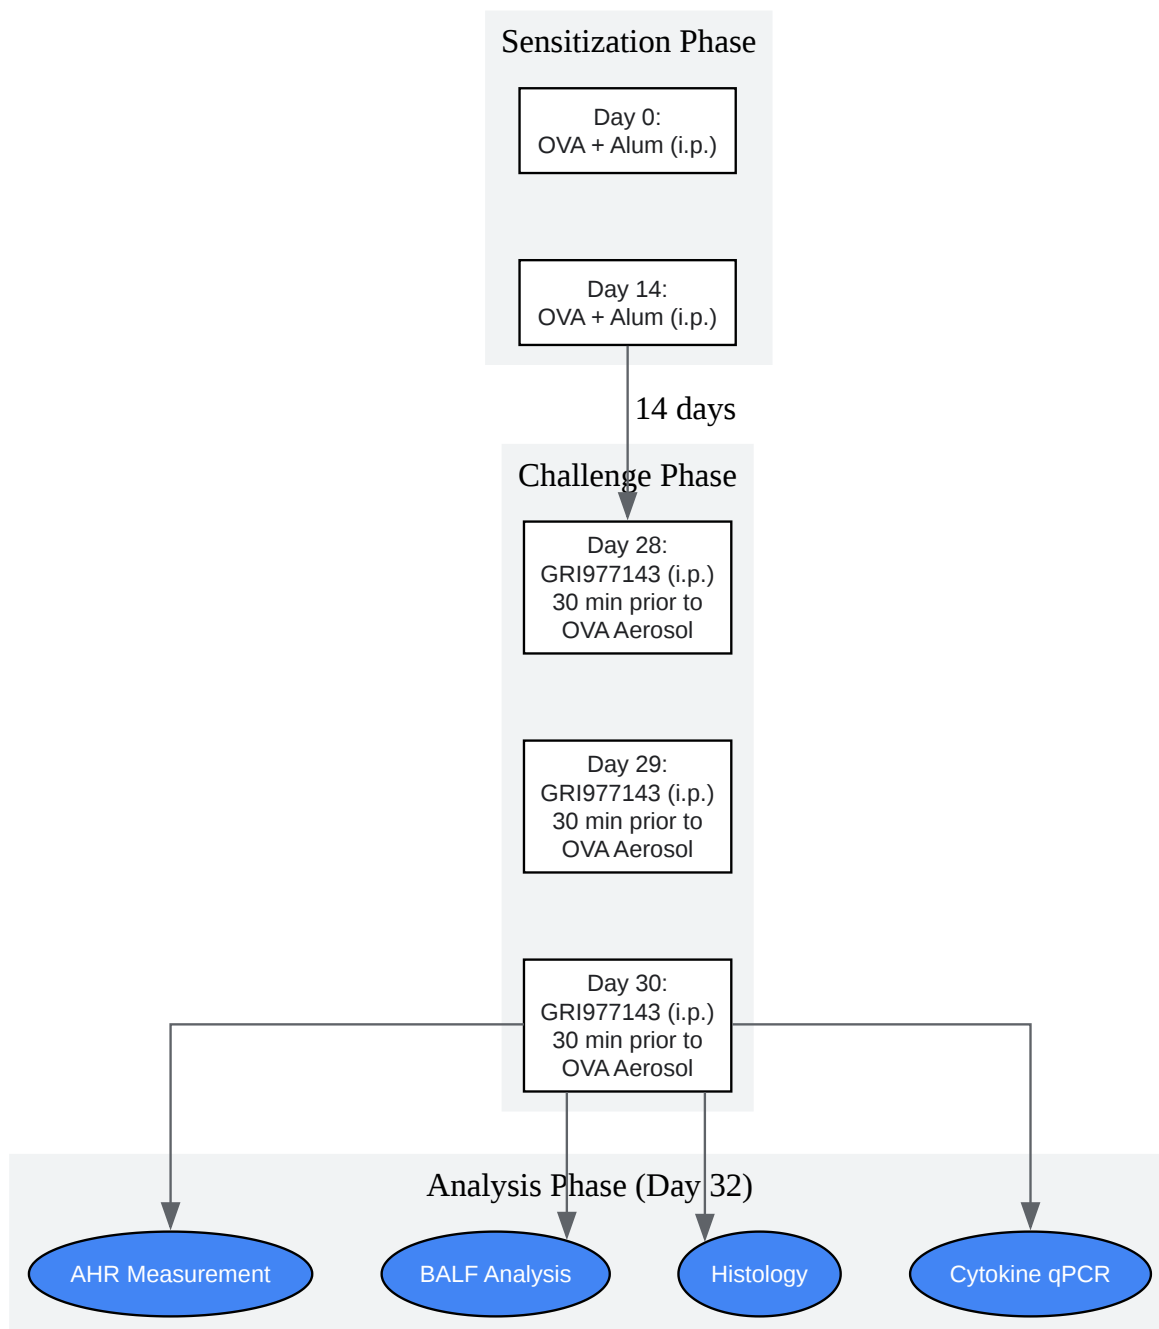 Sensitization Phase
Day 0:
OVA + Alum (i.p.)
Day 14:
OVA + Alum (i.p.)
14 days
Challenge Phase
Day 28:
GRI977143 (i.p.)
30 min prior to
OVA Aerosol
Day 29:
GRI977143 (i.p.)
30 min prior to
OVA Aerosol
Day 30:
GRI977143 (i.p.)
30 min prior to
OVA Aerosol
Analysis Phase (Day 32)
AHR Measurement
BALF Analysis
Histology
Cytokine qPCR